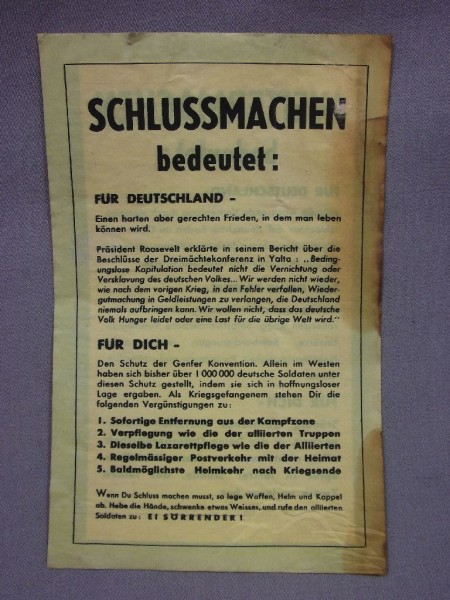 SCHLUSSMACHEN
bedeutet:
FÜR DEUTSCHLAND –
Einen harten aber gerechten Frieden, in dem man leben
können wird.
Präsident Roosevelt erklärte in seinem Bericht über die
Beschlüsse der Dreimächtekonferenz in Yalta : „Beding-
ungslose Kapitulation bedeutet nicht die Vernichtung oder
Versklavung des deutschen Volkes... Wir werden nicht wieder,
wie nach dem vorigen Krieg, in den Fehler verfallen, Wieder-
gutmachung in Geldleistungen zu verlangen, die Deutschland
niemals aufbringen kann. Wir wollen nicht, dass das deutsche
Volk Hunger leidet oder eine Last für die übrige Welt wird.“
FÜR DICH –
Den Schutz der Genfer Konvention. Allein im Westen
haben sich bisher über 1 000 000 deutsche Soldaten unter
diesen Schutz gestellt, indem sie sich in hoffnungsloser
Lage ergaben. Als Kriegsgefangenem stehen Dir die
folgenden Vergünstigungen zu:
1. Sofortige Entfernung aus der Kampfzone
2. Verpflegung wie die der alliierten Truppen
3. Dieselbe Lazarettpflege wie die der Alliierten
4. Regelmässiger Postverkehr mit der Heimat
5. Baldmöglichste Heimkehr nach Kriegsende
Wenn Du Schluss machen musst, so lege Waffen, Helm und Koppel
ab. Hebe die Hände, schwenke etwas Weisses, und rufe den alliierten
Soldaten zu: EI SÖRRENDER!